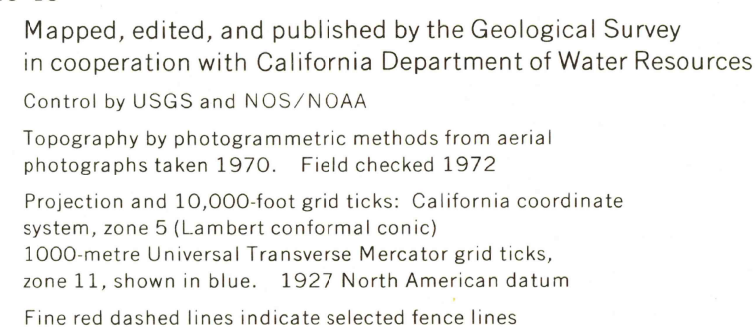 Mapped, edited, and published by the Geological Survey
in cooperation with California Department of Water Resources
Control by USGS and NOS/NOAA
Topography by photogrammetric methods from aerial
photographs taken 1970. Field checked 1972
Projection and 10,000-foot grid ticks: California coordinate
system, zone 5 (Lambert conformal conic)
1000-metre Universal Transverse Mercator grid ticks,
zone 11, shown in blue. 1927 North American datum
Fine red dashed lines indicate selected fence lines